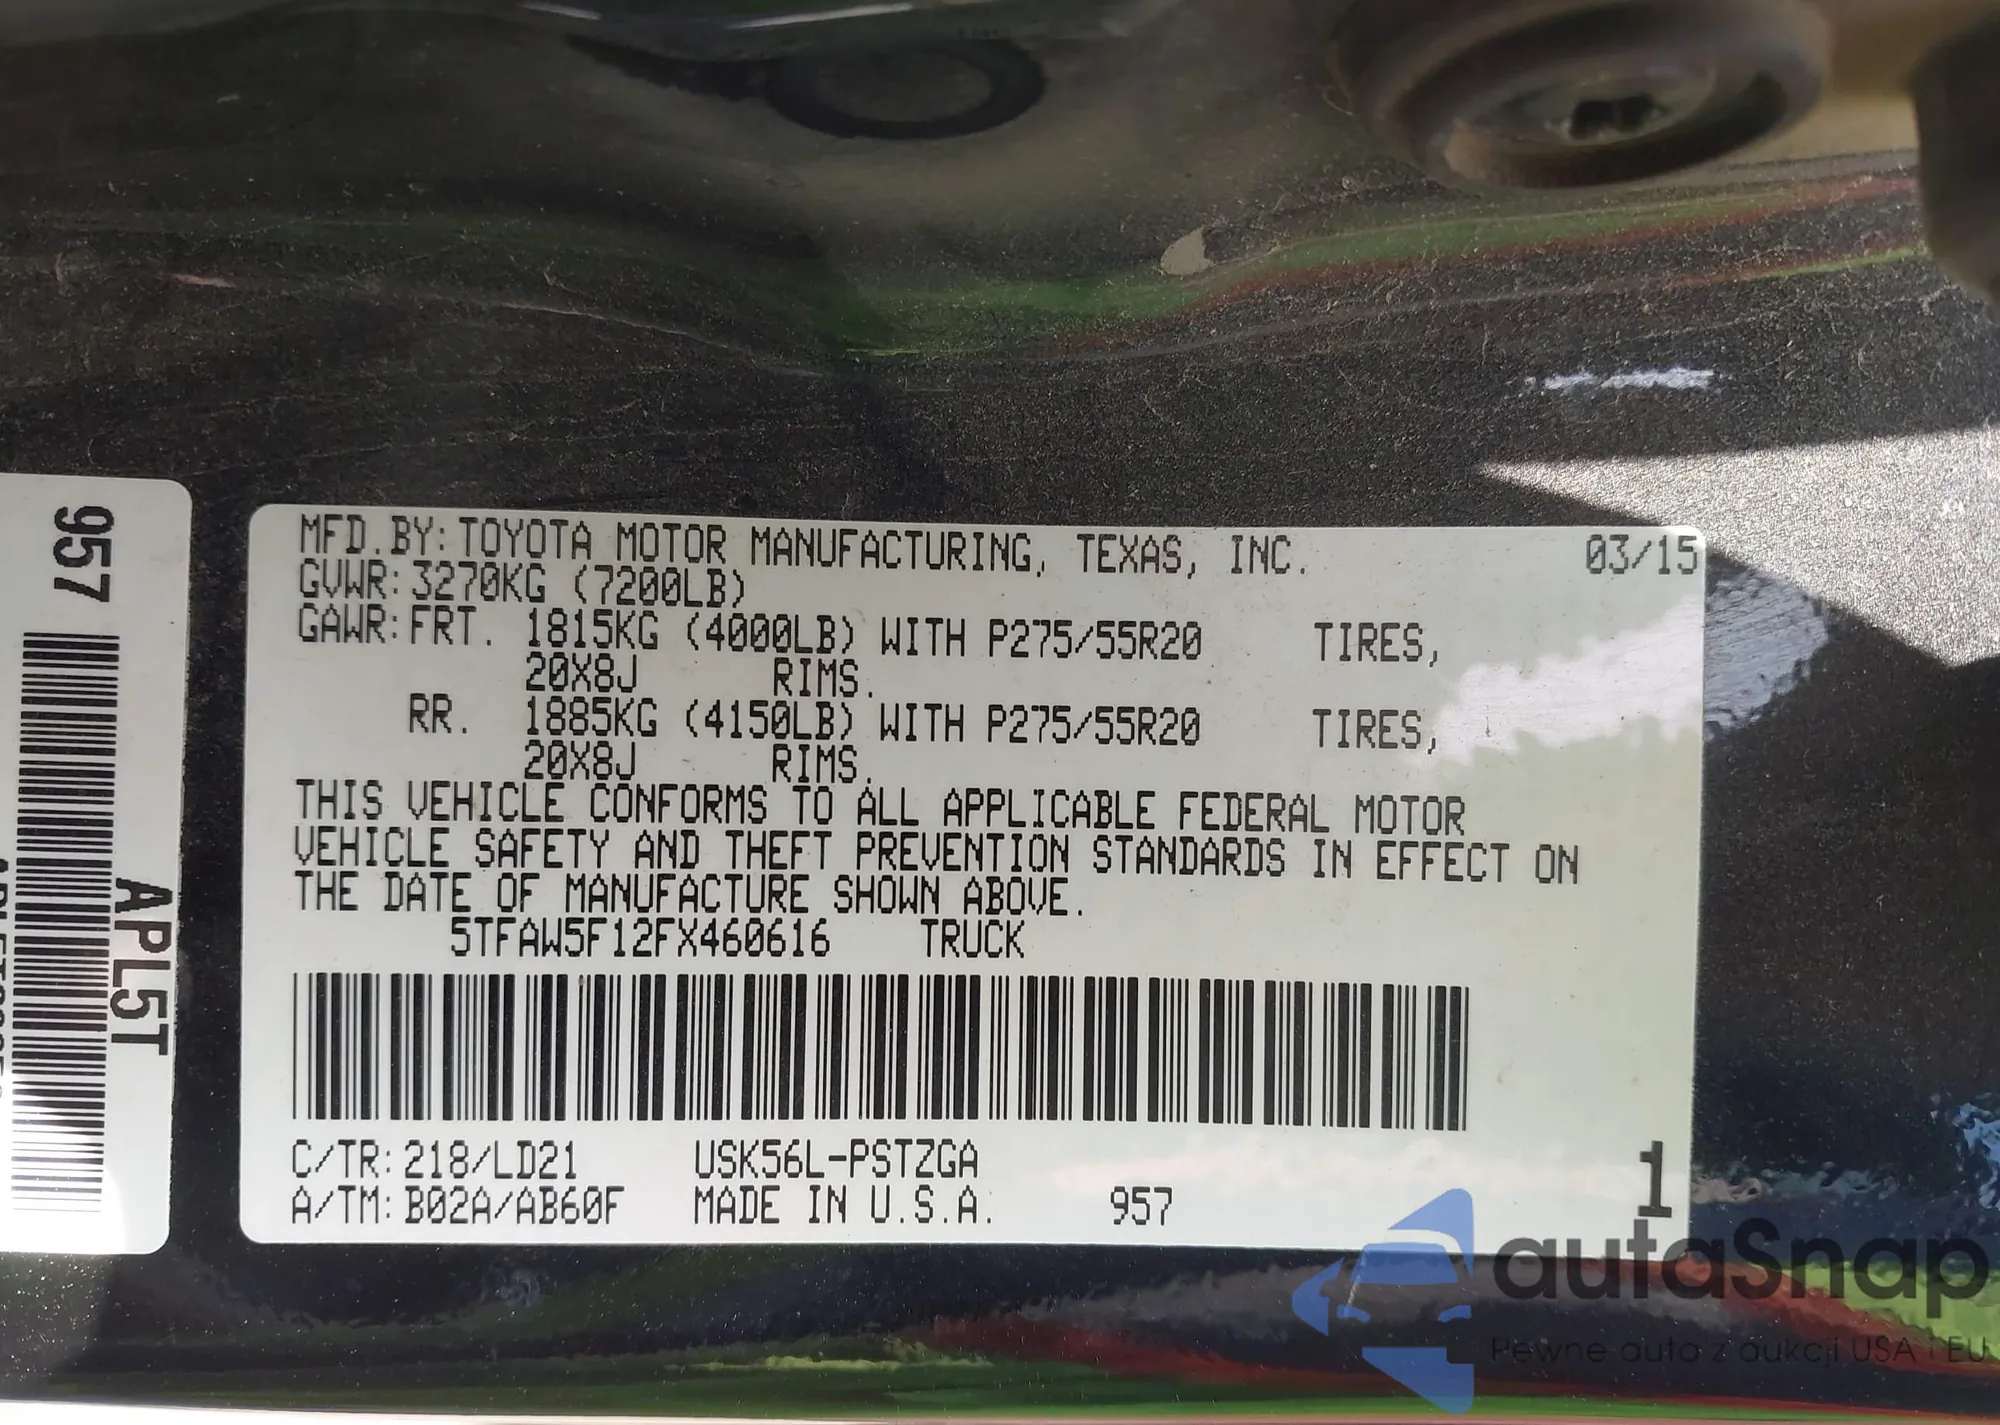 957
APL5T
MFD. BY: TOYOTA MOTOR MANUFACTURING, TEXAS, INC. 03/15
GVWR: 3270KG (7200LB)
GAWR: FRT. 1815KG (4000LB) WITH P275/55R20 TIRES,
20X8J RIMS.
RR. 1885KG (4150LB) WITH P275/55R20 TIRES,
20X8J RIMS.
THIS VEHICLE CONFORMS TO ALL APPLICABLE FEDERAL MOTOR
VEHICLE SAFETY AND THEFT PREVENTION STANDARDS IN EFFECT ON
THE DATE OF MANUFACTURE SHOWN ABOVE.
5TFAW5F12FX460616 TRUCK
C/TR: 218/LD21 USK56L-PSTZGA
A/TM: B02A/AB60F MADE IN U.S.A. 957
1
autaSnap
Pewne auta z aukcji USA i EU